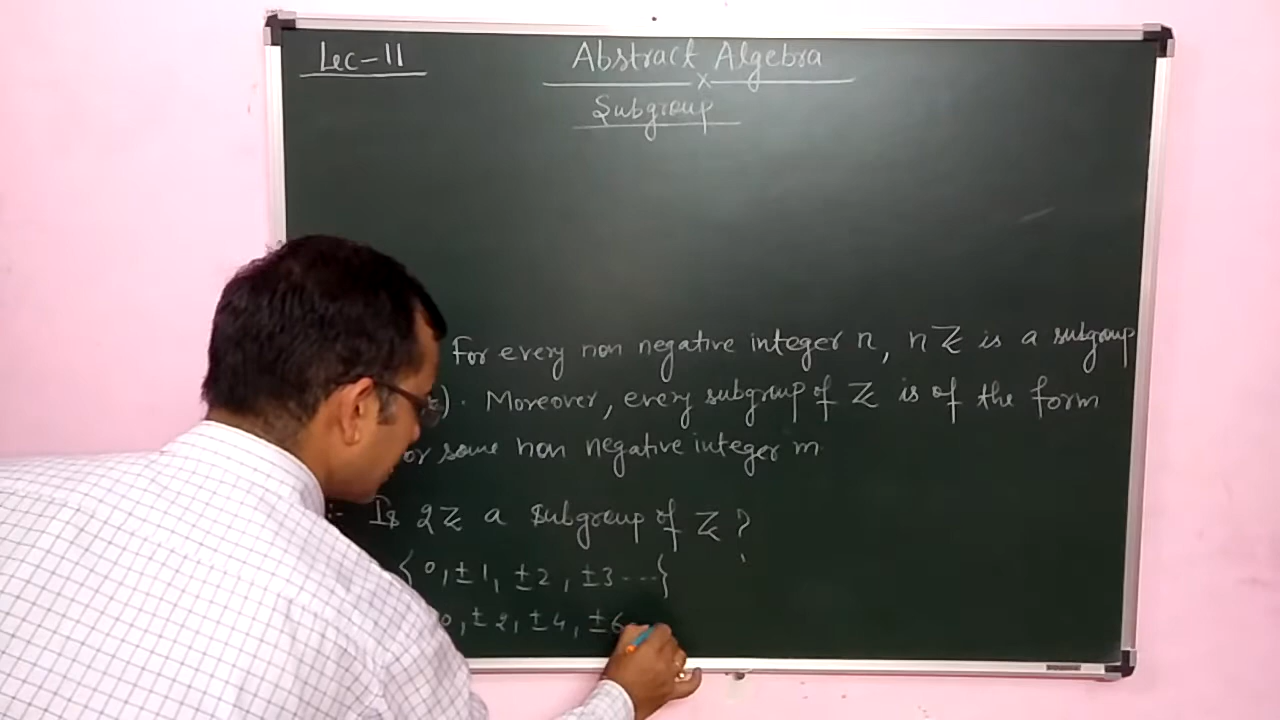 Lec-11
Abstract Algebra
x
Subgroup
For every non negative integer n, nℤ is a subgroup
). Moreover, every subgroup of ℤ is of the form
or some non negative integer m.
:- Is 2ℤ a subgroup of ℤ ?
{0, ±1, ±2, ±3---}
0, ±2, ±4, ±6